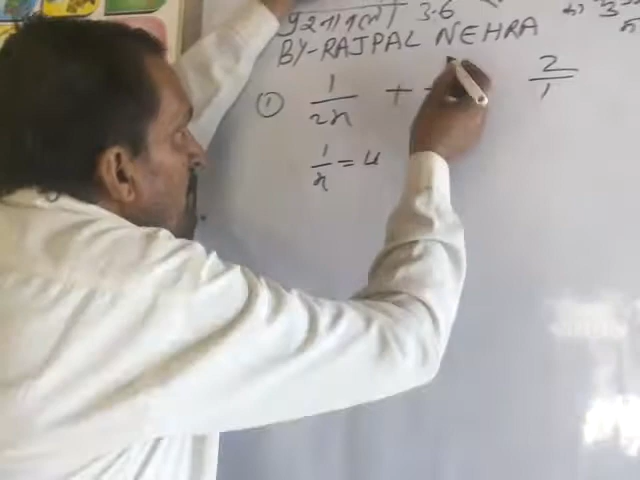 प्रश्नावली 3.6
BY-RAJPAL NEHRA
① 1/2x + 2/1
1/x = u